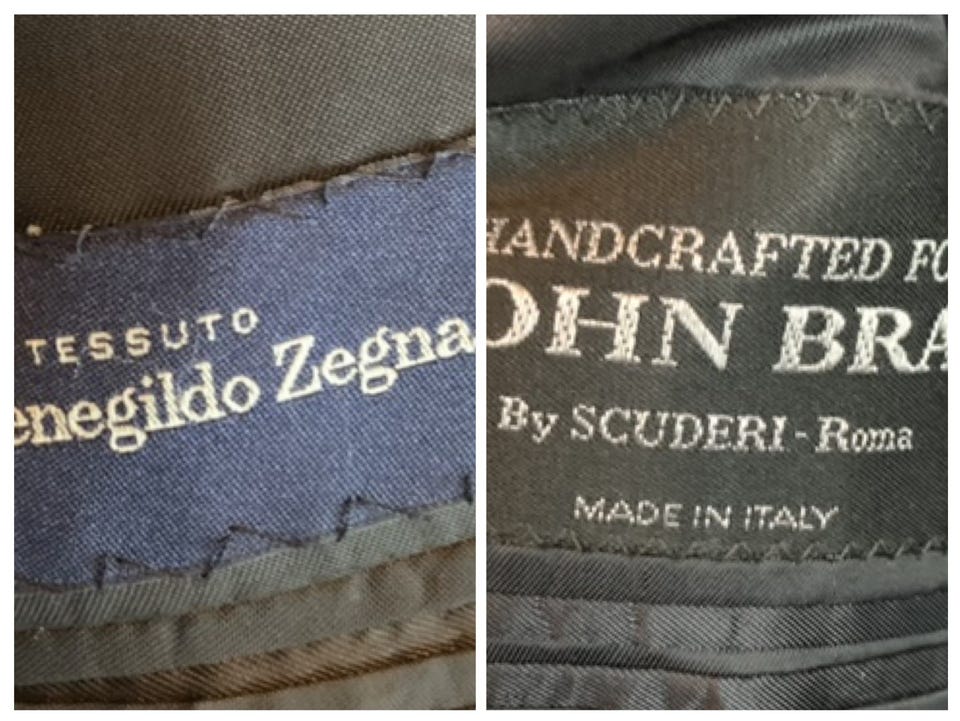 TESSUTO
enegildo Zegna
HANDCRAFTED FO
OHN BRA
By SCUDERI - Roma
MADE IN ITALY